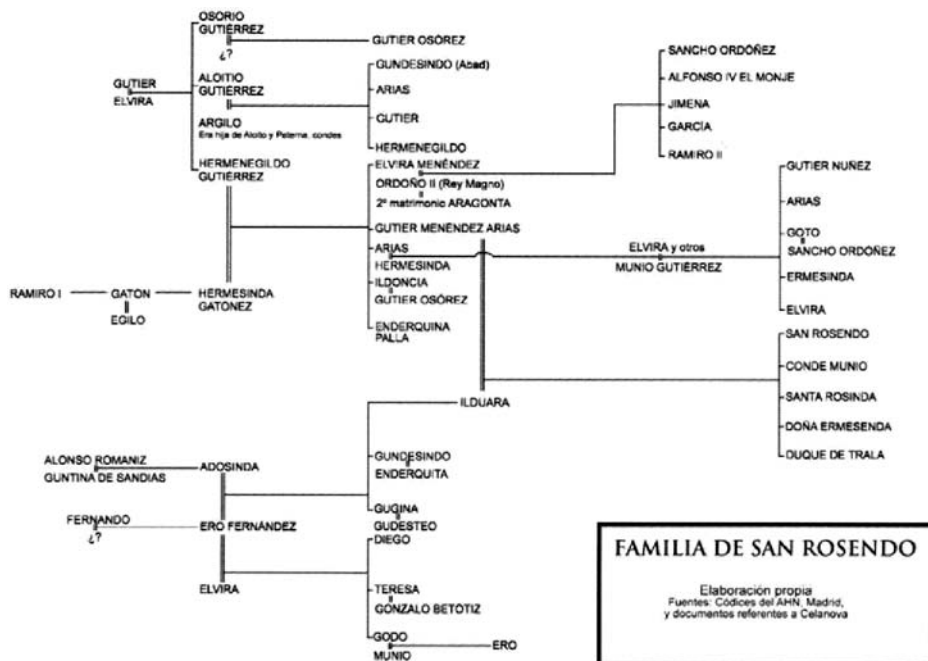 OSORIO
GUTIÉRREZ
¿?
GUTIER OSÓREZ
GUNDESINDO (Abad)
ALOITIO
GUTIÉRREZ
ARIAS
GUTIER
ELVIRA
GUTIER
ARGILO
Era hija de Aloito y Paterna, condes
HERMENEGILDO
HERMENEGILDO
GUTIÉRREZ
ELVIRA MENÉNDEZ
ORDOÑO II (Rey Magno)
2º matrimonio ARAGONTA
SANCHO ORDÓÑEZ
ALFONSO IV EL MONJE
JIMENA
GARCÍA
RAMIRO II
GUTIER MENÉNDEZ ARIAS
ARIAS
HERMESINDA
ELVIRA y otros
MUNIO GUTIÉRREZ
GUTIER NUÑEZ
ARIAS
GOTO
SANCHO ORDOÑEZ
ERMESINDA
ELVIRA
ILDONCIA
GUTIER OSÓREZ
RAMIRO I
GATON
EGILO
HERMESINDA
GATONEZ
ENDERQUINA
PALLA
SAN ROSENDO
CONDE MUNIO
SANTA ROSINDA
DOÑA ERMESENDA
DUQUE DE TRALA
ILDUARA
ALONSO ROMANIZ
GUNTINA DE SANDIAS
ADOSINDA
GUNDESINDO
ENDERQUITA
GUGINA
GUDESTEO
FERNANDO
¿?
ERO FERNÁNDEZ
DIEGO
ELVIRA
TERESA
GONZALO BETOTIZ
GODO
MUNIO
ERO
FAMILIA DE SAN ROSENDO
Elaboración propia
Fuentes: Códices del AHN, Madrid,
y documentos referentes a Celanova